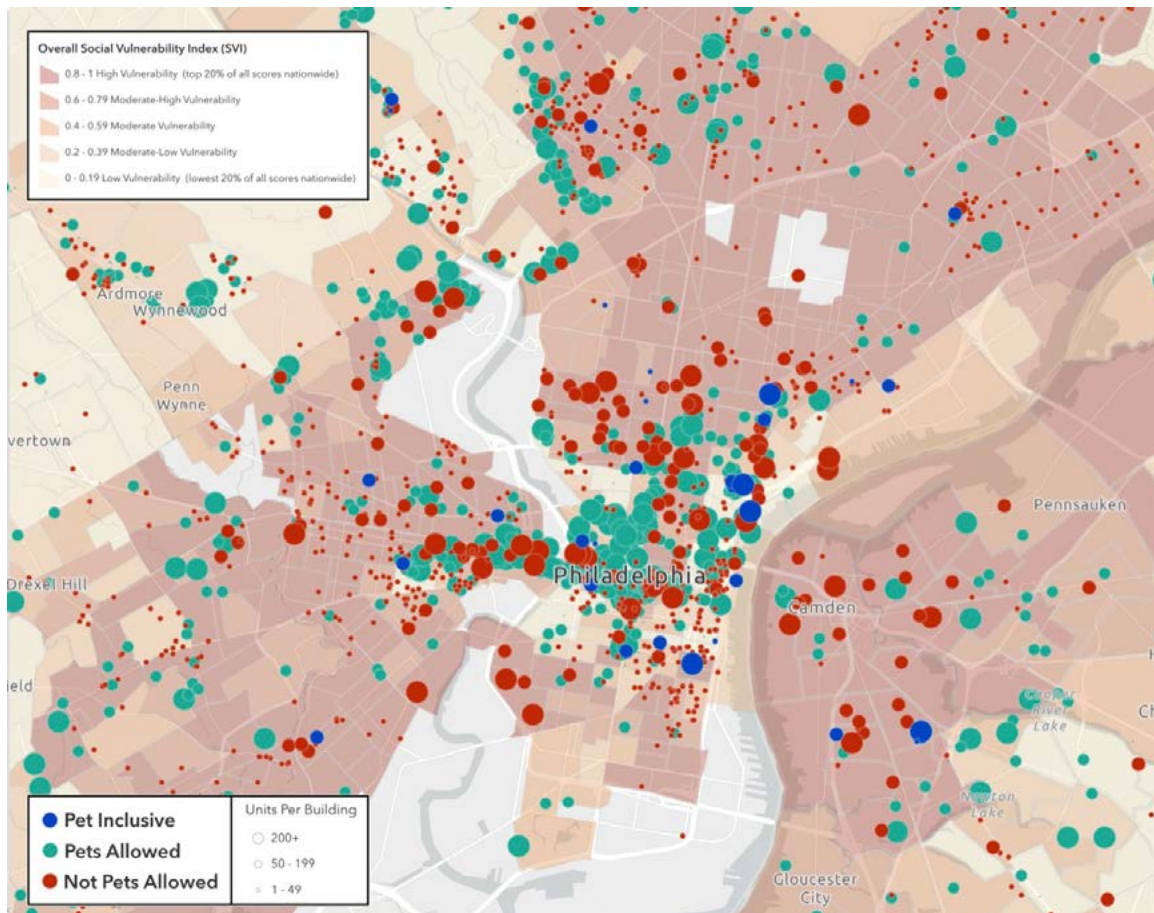 Overall Social Vulnerability Index (SVI)
0.8 - 1 High Vulnerability (top 20% of all scores nationwide)
0.6 - 0.79 Moderate-High Vulnerability
0.4 - 0.59 Moderate Vulnerability
0.2 - 0.39 Moderate-Low Vulnerability
0 - 0.19 Low Vulnerability (lowest 20% of all scores nationwide)
Ardmore
Wynnewood
Penn
Wynne
vertown
Pennsauken
Drexel Hill
Philadelphia
Camden
ield
Cooper
River
Lake
Ch
Newton
Lake
Gloucester
City
Pet Inclusive
Pets Allowed
Not Pets Allowed
Units Per Building
200+
50 - 199
1 - 49